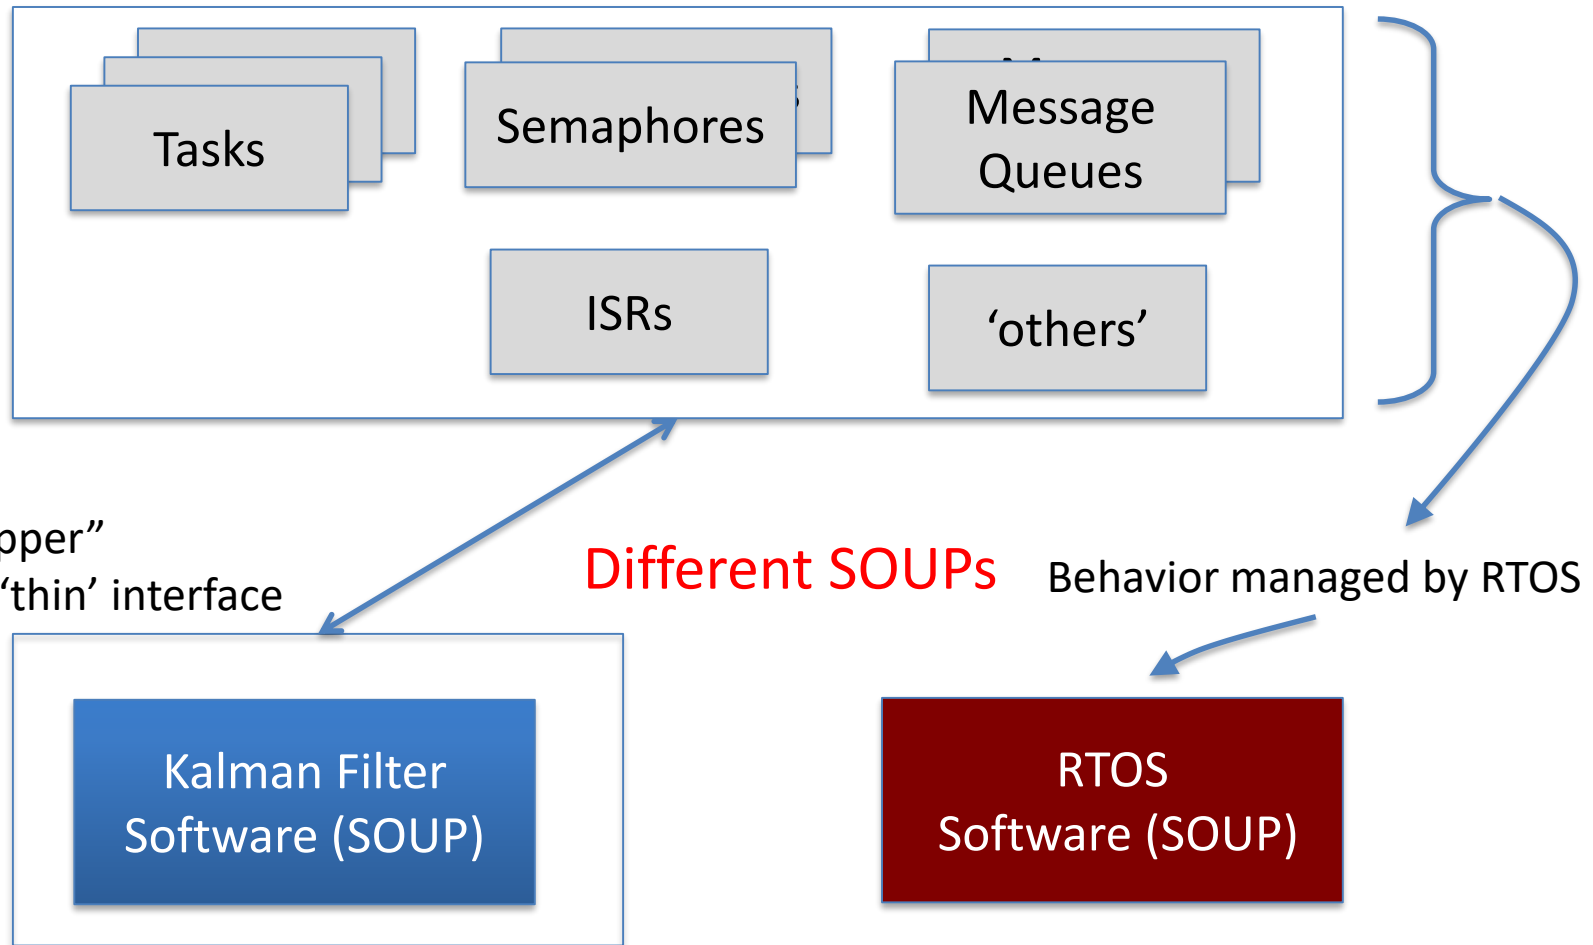 Tasks
Semaphores
Message
Queues
ISRs
‘others’
‘thin’ interface
Different SOUPs
Behavior managed by RTOS
Kalman Filter
Software (SOUP)
RTOS
Software (SOUP)